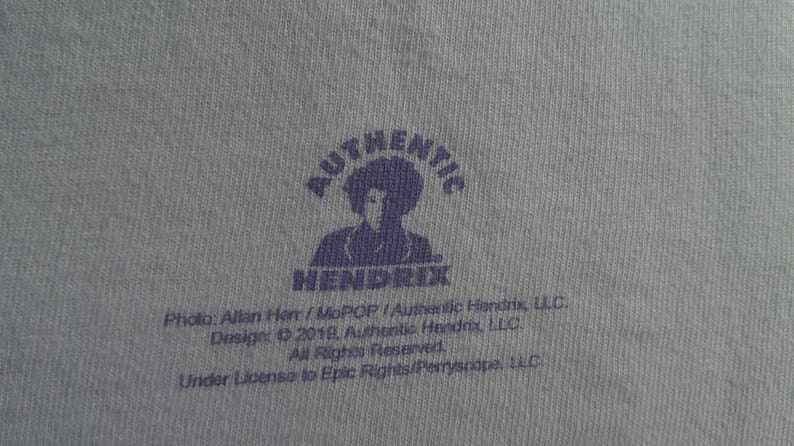 AUTHENTIC
HENDRIX
Photo: Allan Herr / MoPOP / Authentic Hendrix, LLC.
Design: © 2019, Authentic Hendrix, LLC.
All Rights Reserved.
Under License to Epic Rights/Perryscope, LLC.